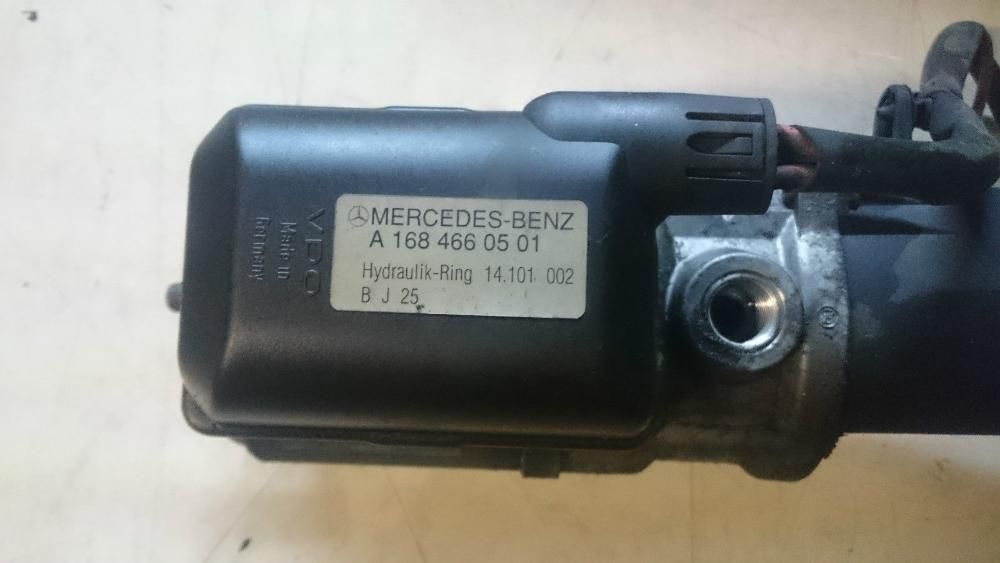 MERCEDES-BENZ
A 168 466 05 01
Hydraulik-Ring 14.101 002
B J 25
VDO
Made in
Germany